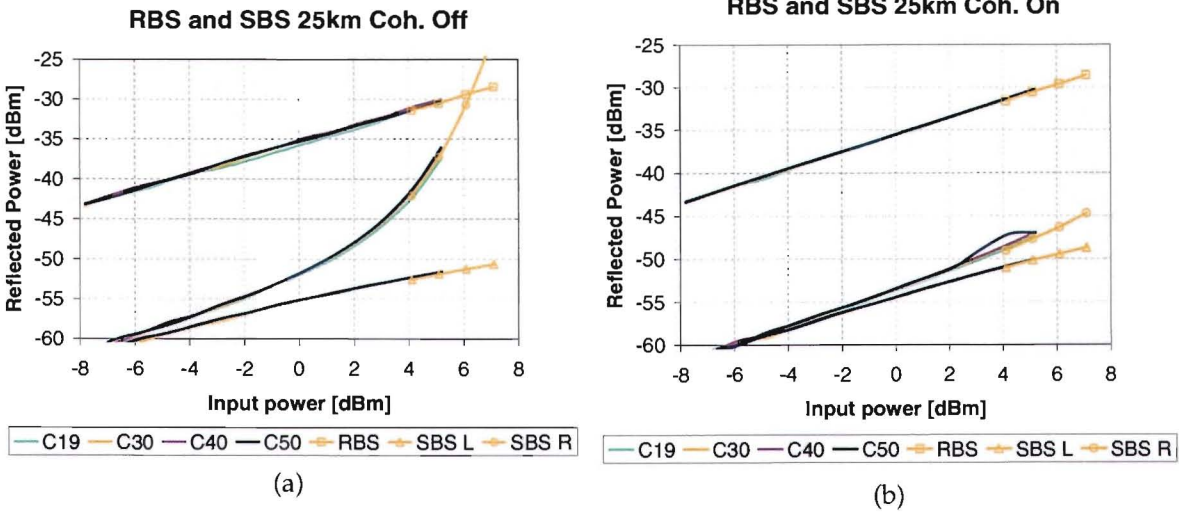 RBS and SBS 25km Coh. Off
Reflected Power [dBm]
-25
-30
-35
-40
-45
-50
-55
-60
-8 -6 -4 -2 0 2 4 6 8
Input power [dBm]
C19 C30 C40 C50 RBS SBS L SBS R
(a)
RBS and SBS 25km Coh. On
Reflected Power [dBm]
-25
-30
-35
-40
-45
-50
-55
-60
-8 -6 -4 -2 0 2 4 6 8
Input power [dBm]
C19 C30 C40 C50 RBS SBS L SBS R
(b)